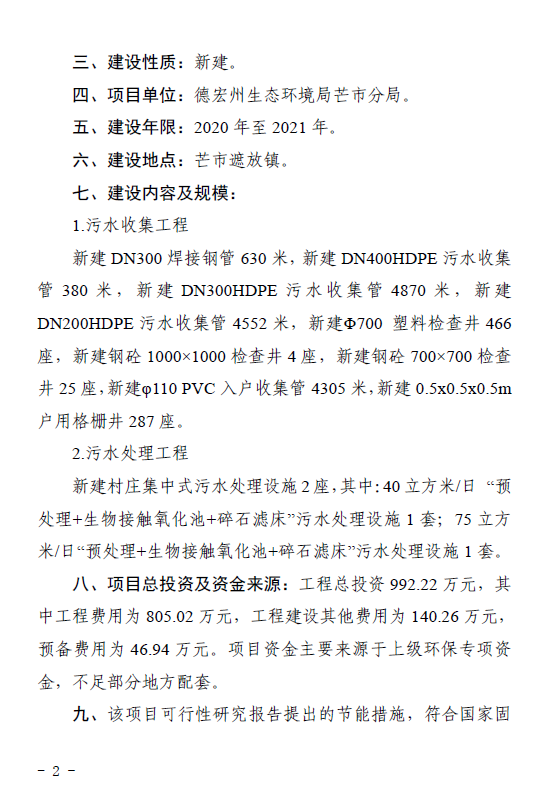 三、建设性质：新建。
四、项目单位：德宏州生态环境局芒市分局。
五、建设年限：2020 年至 2021 年。
六、建设地点：芒市遮放镇。
七、建设内容及规模：
1.污水收集工程
新建 DN300 焊接钢管 630 米，新建 DN400HDPE 污水收集
管 380 米，新建 DN300HDPE 污水收集管 4870 米，新建
DN200HDPE 污水收集管 4552 米，新建Φ700 塑料检查井 466
座，新建钢砼 1000×1000 检查井 4 座，新建钢砼 700×700 检查
井 25 座，新建φ110 PVC 入户收集管 4305 米，新建 0.5x0.5x0.5m
户用格栅井 287 座。
2.污水处理工程
新建村庄集中式污水处理设施 2 座，其中：40 立方米/日 “预
处理+生物接触氧化池+碎石滤床”污水处理设施 1 套；75 立方
米/日“预处理+生物接触氧化池+碎石滤床”污水处理设施 1 套。
八、项目总投资及资金来源：工程总投资 992.22 万元，其
中工程费用为 805.02 万元，工程建设其他费用为 140.26 万元，
预备费用为 46.94 万元。项目资金主要来源于上级环保专项资
金，不足部分地方配套。
九、该项目可行性研究报告提出的节能措施，符合国家固
- 2 -